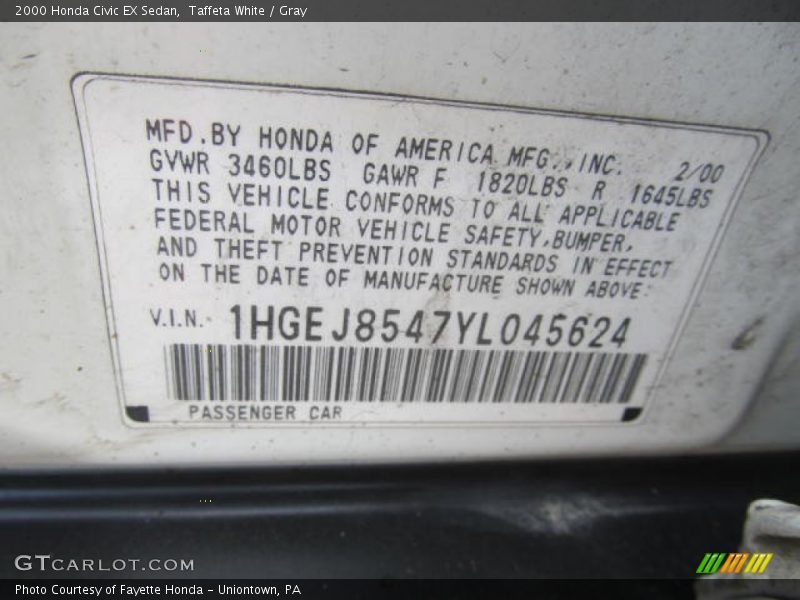 2000 Honda Civic EX Sedan,  Taffeta White / Gray
MFD.BY HONDA OF AMERICA MFG.,INC. 2/00
GVWR 3460LBS GAWR F 1820LBS R 1645LBS
THIS VEHICLE CONFORMS TO ALL APPLICABLE
FEDERAL MOTOR VEHICLE SAFETY,BUMPER,
AND THEFT PREVENTION STANDARDS IN EFFECT
ON THE DATE OF MANUFACTURE SHOWN ABOVE:
V.I.N.: 1HGEJ8547YL045624
PASSENGER CAR
GTCARLOT.COM
Photo Courtesy of Fayette Honda - Uniontown, PA